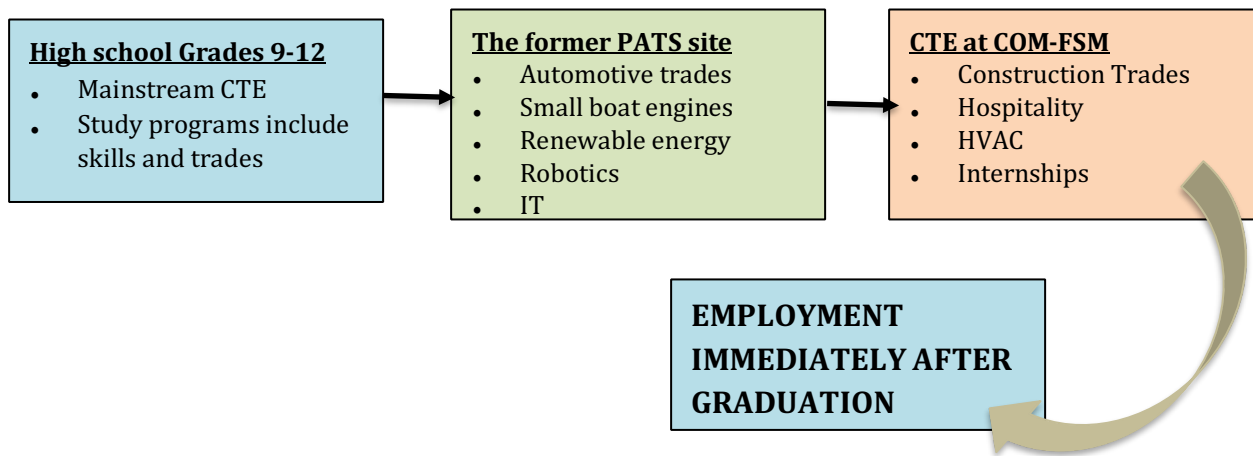 High school Grades 9-12
• Mainstream CTE
• Study programs include
skills and trades
The former PATS site
• Automotive trades
• Small boat engines
• Renewable energy
• Robotics
• IT
CTE at COM-FSM
• Construction Trades
• Hospitality
• HVAC
• Internships
EMPLOYMENT
IMMEDIATELY AFTER
GRADUATION